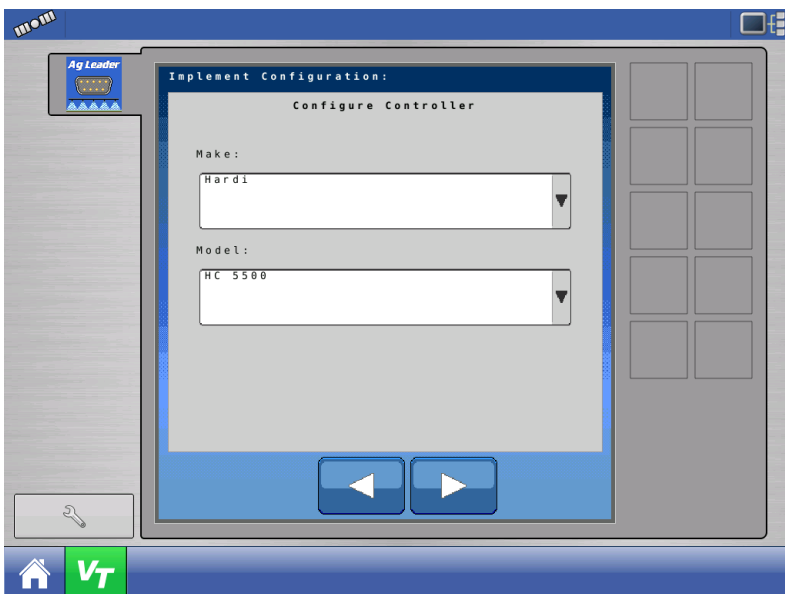 Ag Leader
Implement Configuration:
Configure Controller
Make:
Hardi
Model:
HC 5500
VT